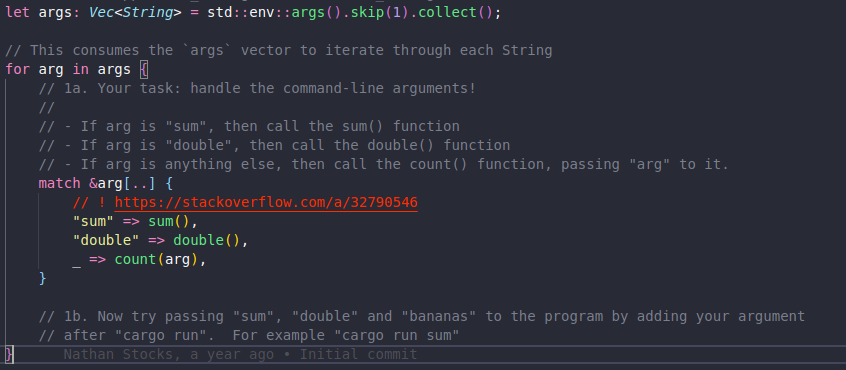 let args: Vec<String> = std::env::args().skip(1).collect();
// This consumes the `args` vector to iterate through each String
for arg in args {
// 1a. Your task: handle the command-line arguments!
//
// - If arg is "sum", then call the sum() function
// - If arg is "double", then call the double() function
// - If arg is anything else, then call the count() function, passing "arg" to it.
match &arg[..] {
// ! https://stackoverflow.com/a/32790546
"sum" => sum(),
"double" => double(),
_ => count(arg),
}
// 1b. Now try passing "sum", "double" and "bananas" to the program by adding your argument
// after "cargo run".  For example "cargo run sum"
} Nathan Stocks, a year ago • Initial commit